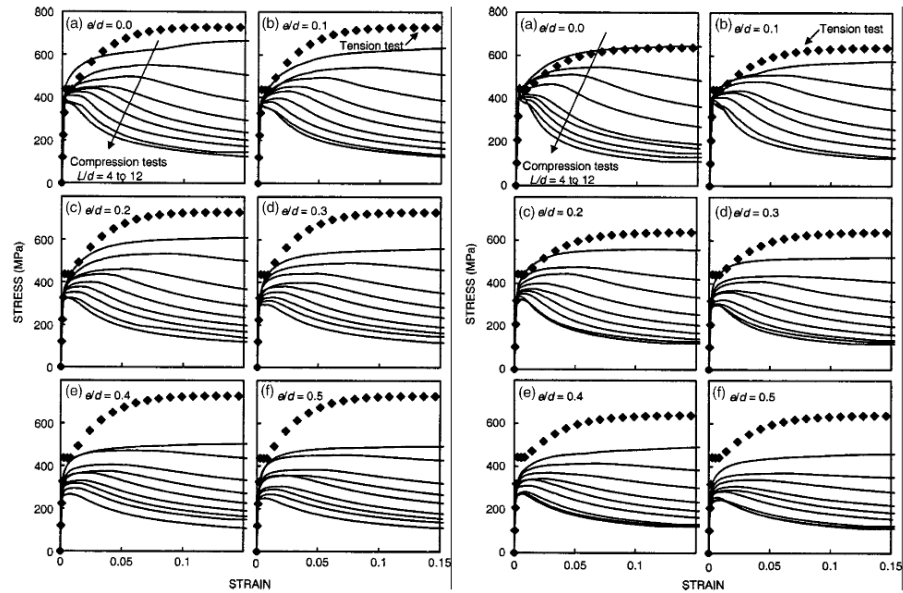 (a) e/d = 0.0
(b) e/d = 0.1
Tension test
Compression tests
L/d = 4 to 12
800
600
400
200
0
(c) e/d = 0.2
(d) e/d = 0.3
600
400
200
0
STRESS (MPa)
(e) e/d = 0.4
(f) e/d = 0.5
600
400
200
0
0 0.05 0.1 0 0.05 0.1 0.15
STRAIN
(a) e/d = 0.0
(b) e/d = 0.1
Tension test
Compression tests
L/d = 4 to 12
800
600
400
200
0
(c) e/d = 0.2
(d) e/d = 0.3
600
400
200
0
STRESS (MPa)
(e) e/d = 0.4
(f) e/d = 0.5
600
400
200
0
0 0.05 0.1 0 0.05 0.1 0.15
STRAIN